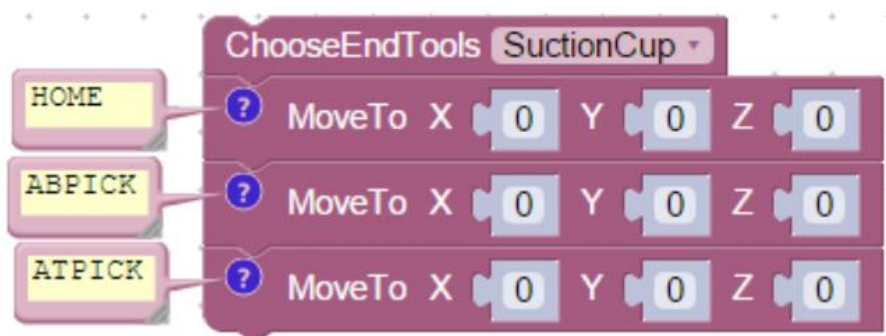 ChooseEndTools SuctionCup
HOME ? MoveTo X 0 Y 0 Z 0
ABPICK ? MoveTo X 0 Y 0 Z 0
ATPICK ? MoveTo X 0 Y 0 Z 0